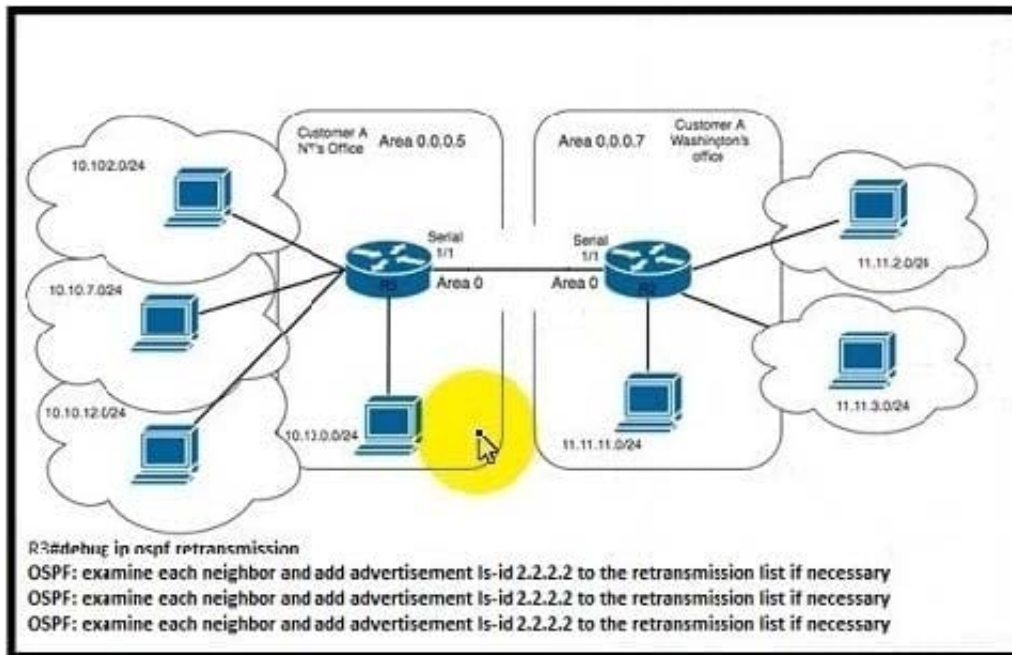 Customer A
N"'s Office
Area 0.0.0.5
Area 0.0.0.7
Customer A
Washington's
office
10.102.0/24
Serial
1/1
Serial
1/1
R3
Area 0
Area 0
R2
11.11.2.0/26
10.10.7.0/24
10.10.12.0/24
10.10.0.0/24
11.11.11.0/24
11.11.3.0/24
R3#debug ip ospf retransmission
OSPF: examine each neighbor and add advertisement ls-id 2.2.2.2 to the retransmission list if necessary
OSPF: examine each neighbor and add advertisement ls-id 2.2.2.2 to the retransmission list if necessary
OSPF: examine each neighbor and add advertisement ls-id 2.2.2.2 to the retransmission list if necessary